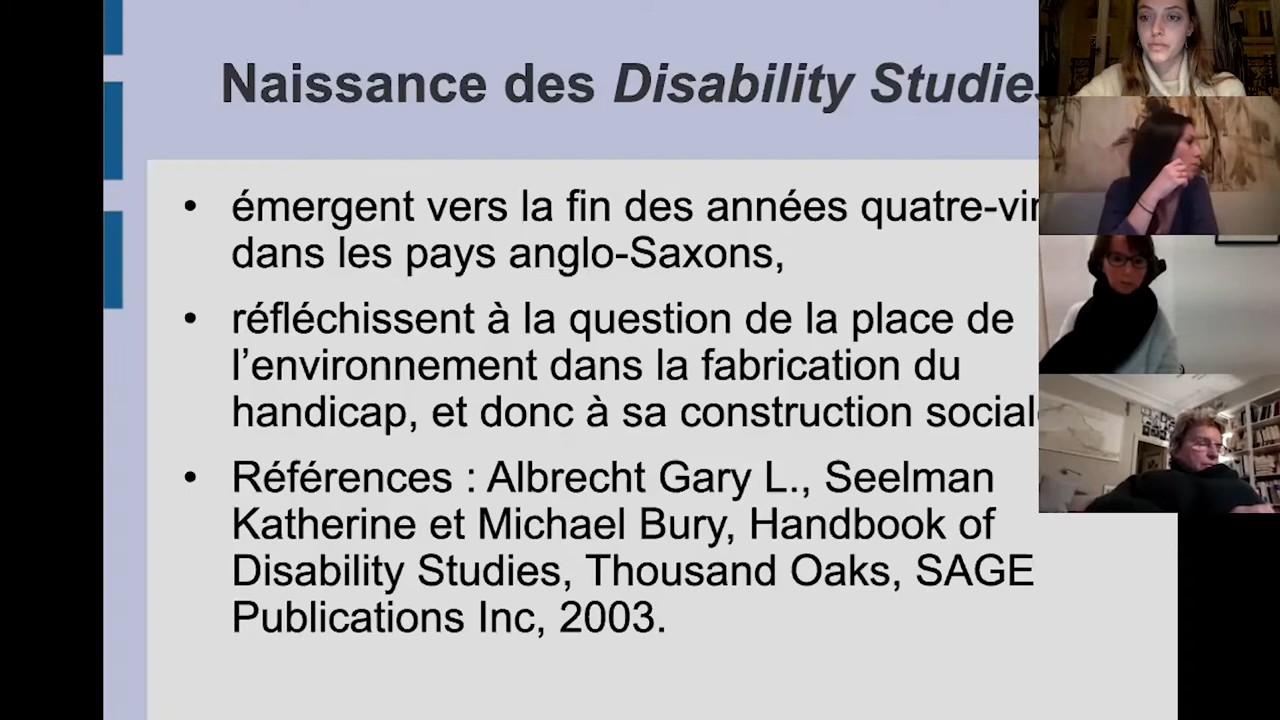 Naissance des Disability Studie
émergent vers la fin des années
dans les pays anglo-Saxons,
réfléchissent à la question de la place de
l’environnement dans la fabrication du
handicap, et donc à sa construction social
Références : Albrecht Gary L., Seelman
Katherine et Michael Bury, Handbook of
Disability Studies, Thousand Oaks, SAGE
Publications Inc, 2003.